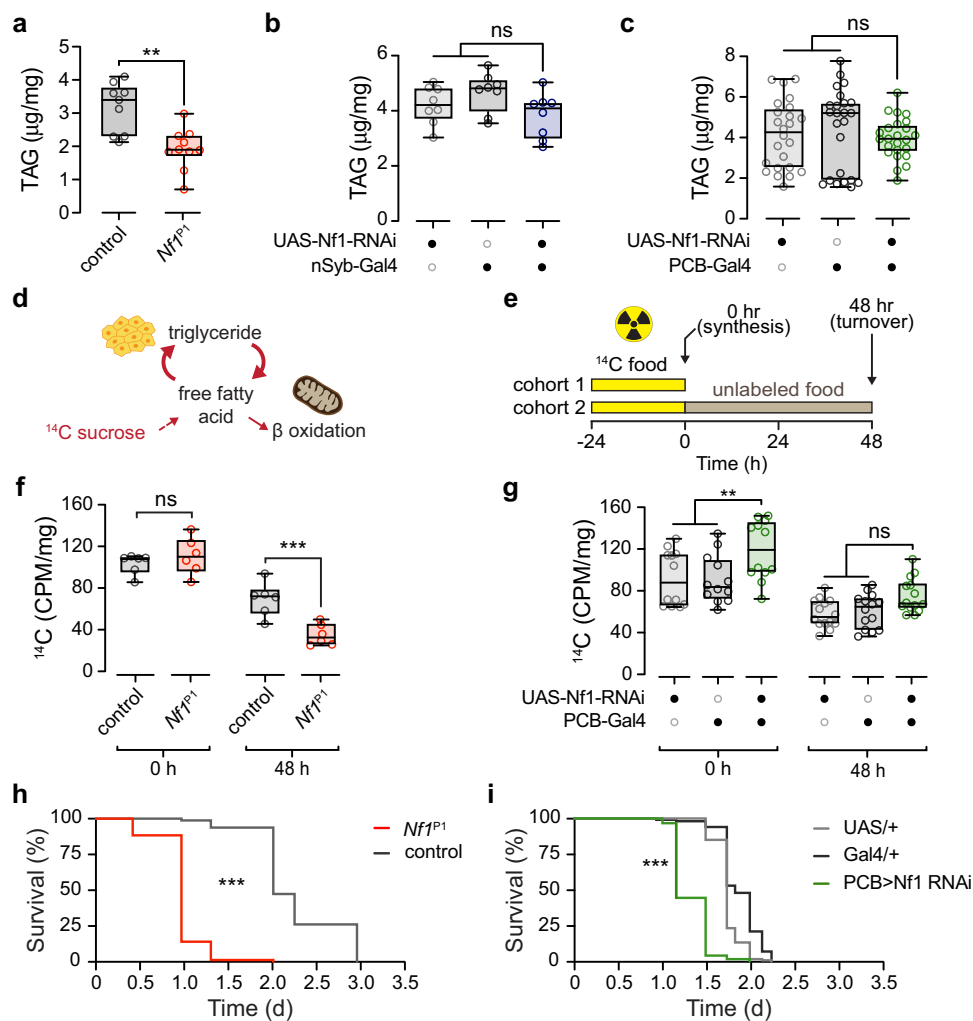 a
TAG (μg/mg)
5
4
3
2
1
0
**
control
Nf1P1
b
TAG (μg/mg)
6
4
2
0
ns
UAS-Nf1-RNAi
nSyb-Gal4
c
TAG (μg/mg)
8
6
4
2
0
ns
UAS-Nf1-RNAi
PCB-Gal4
d
triglyceride
free fatty
acid
14C sucrose
β oxidation
e
0 hr
(synthesis)
48 hr
(turnover)
14C food
cohort 1
unlabeled food
cohort 2
-24
0
24
48
Time (h)
f
14C (CPM/mg)
160
120
80
40
0
ns
***
control
Nf1P1
control
Nf1P1
0 h
48 h
g
14C (CPM/mg)
160
120
80
40
0
**
ns
UAS-Nf1-RNAi
PCB-Gal4
0 h
48 h
h
Survival (%)
100
75
50
25
0
Nf1P1
control
***
0
0.5
1.0
1.5
2.0
2.5
3.0
3.5
Time (d)
i
Survival (%)
100
75
50
25
0
UAS/+
Gal4/+
PCB>Nf1 RNAi
***
0
0.5
1.0
1.5
2.0
2.5
3.0
3.5
Time (d)